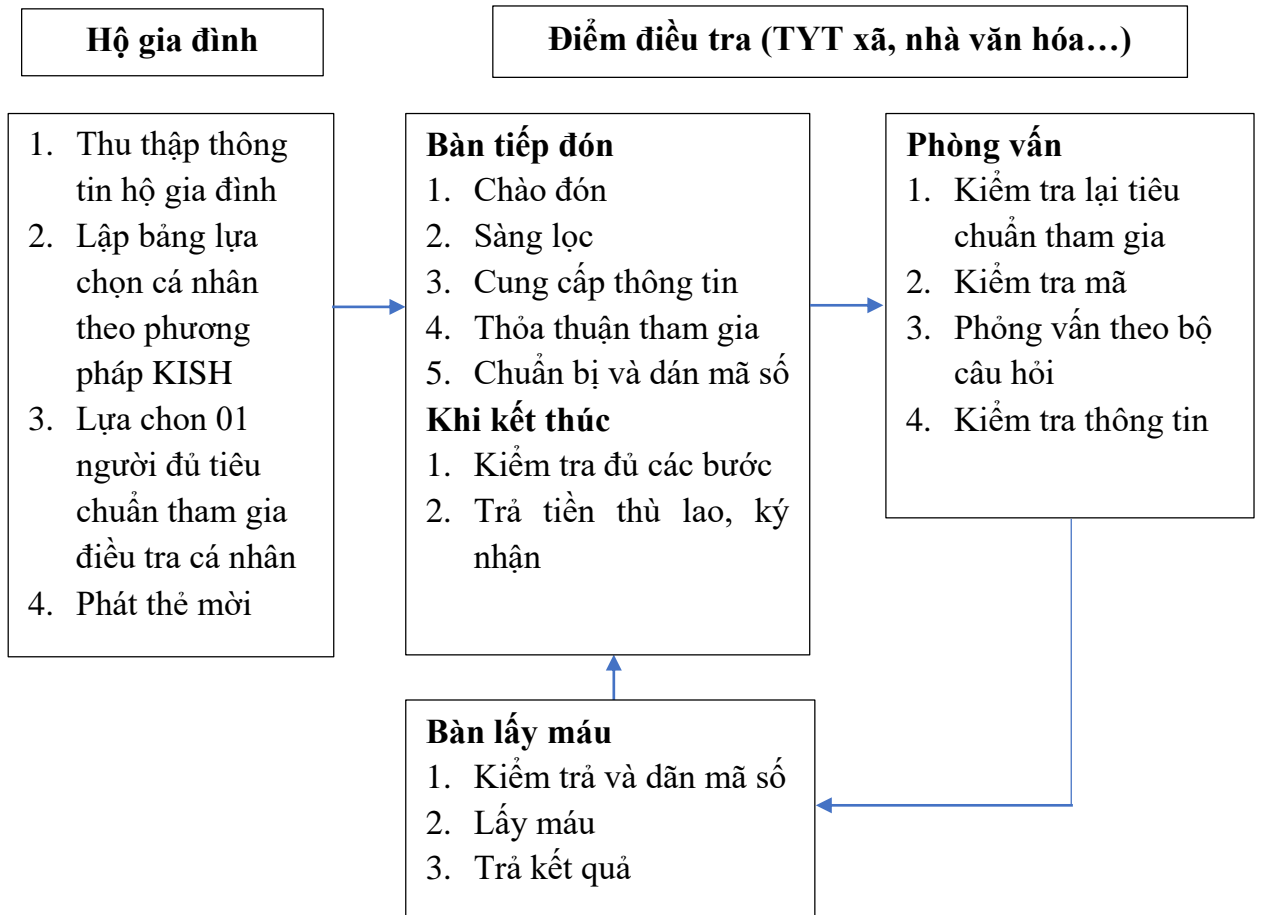 Hộ gia đình
Điểm điều tra (TYT xã, nhà văn hóa…)
1. Thu thập thông
tin hộ gia đình
2. Lập bảng lựa
chọn cá nhân
theo phương
pháp KISH
3. Lựa chon 01
người đủ tiêu
chuẩn tham gia
điều tra cá nhân
4. Phát thẻ mời
Bàn tiếp đón
1. Chào đón
2. Sàng lọc
3. Cung cấp thông tin
4. Thỏa thuận tham gia
5. Chuẩn bị và dán mã số
Khi kết thúc
1. Kiểm tra đủ các bước
2. Trả tiền thù lao, ký
nhận
Phòng vấn
1. Kiểm tra lại tiêu
chuẩn tham gia
2. Kiểm tra mã
3. Phỏng vấn theo bộ
câu hỏi
4. Kiểm tra thông tin
Bàn lấy máu
1. Kiểm trả và dãn mã số
2. Lấy máu
3. Trả kết quả